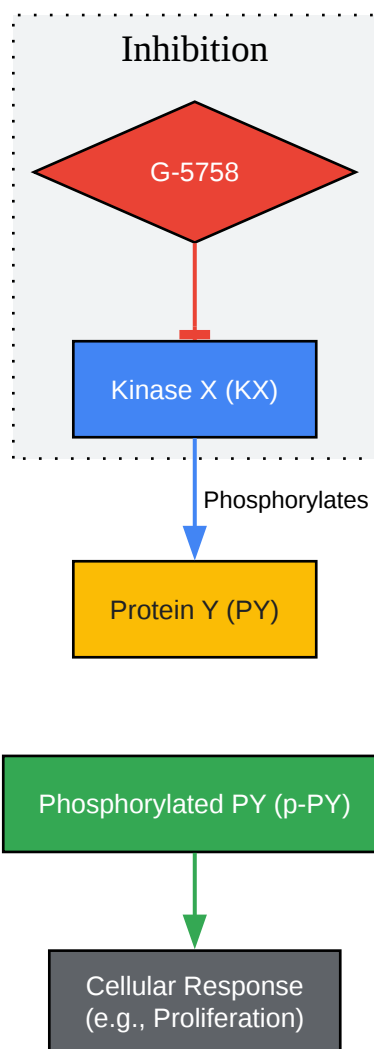 Inhibition
G-5758
Kinase X (KX)
Phosphorylates
Protein Y (PY)
Phosphorylated PY (p-PY)
Cellular Response
(e.g., Proliferation)